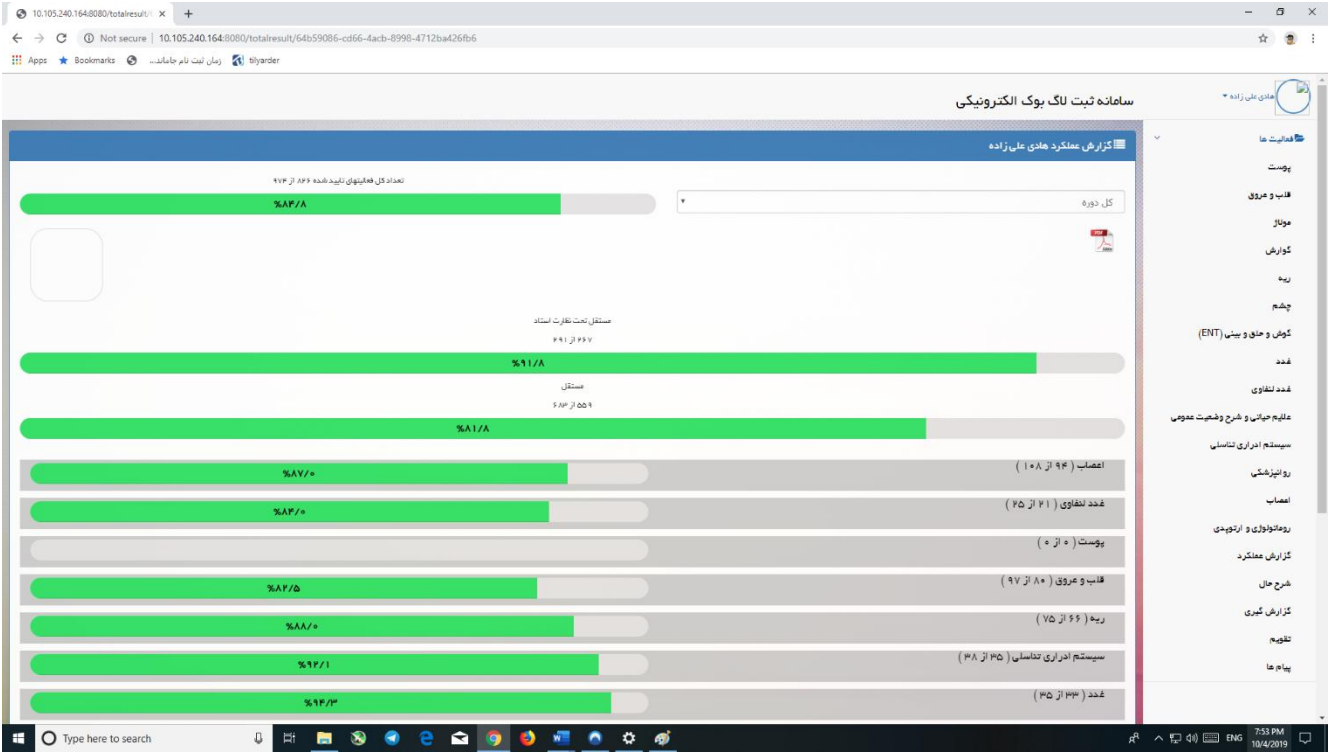 10.105.240.164:8080/totalresult/
Not secure | 10.105.240.164:8080/totalresult/64b59086-cd66-4acb-8998-4712ba426fb6
Apps Bookmarks زمان ثبت نام جاماند... tilyarder
هادی علی زاده
سامانه ثبت لاگ بوک الکترونیکی
فعالیت ها
پوست
قلب و عروق
موناژ
گوارش
ریه
چشم
گوش و حلق و بینی (ENT)
غدد
غدد لنفاوی
علایم حیاتی و شرح وضعیت عمومی
سیستم ادراری تناسلی
روانپزشکی
اعصاب
روماتولوژی و ارتوپدی
گزارش عملکرد
شرح حال
گزارش گیری
تقویم
پیام ها
گزارش عملکرد هادی علی زاده
کل دوره
تعداد کل فعالیتهای تایید شده ۸۲۶ از ۹۷۴
%۸۴/۸
PDF
مستقل تحت نظارت استاد
۲۶۷ از ۲۹۱
%۹۱/۸
مستقل
۵۵۹ از ۶۸۳
%۸۱/۸
اعصاب ( ۹۴ از ۱۰۸ )
%۸۷/۰
غدد لنفاوی ( ۲۱ از ۲۵ )
%۸۴/۰
پوست ( ۰ از ۰ )
قلب و عروق ( ۸۰ از ۹۷ )
%۸۲/۵
ریه ( ۶۶ از ۷۵ )
%۸۸/۰
سیستم ادراری تناسلی ( ۳۵ از ۳۸ )
%۹۲/۱
غدد ( ۳۳ از ۳۵ )
%۹۴/۳
Type here to search
ENG
7:53 PM
10/4/2019